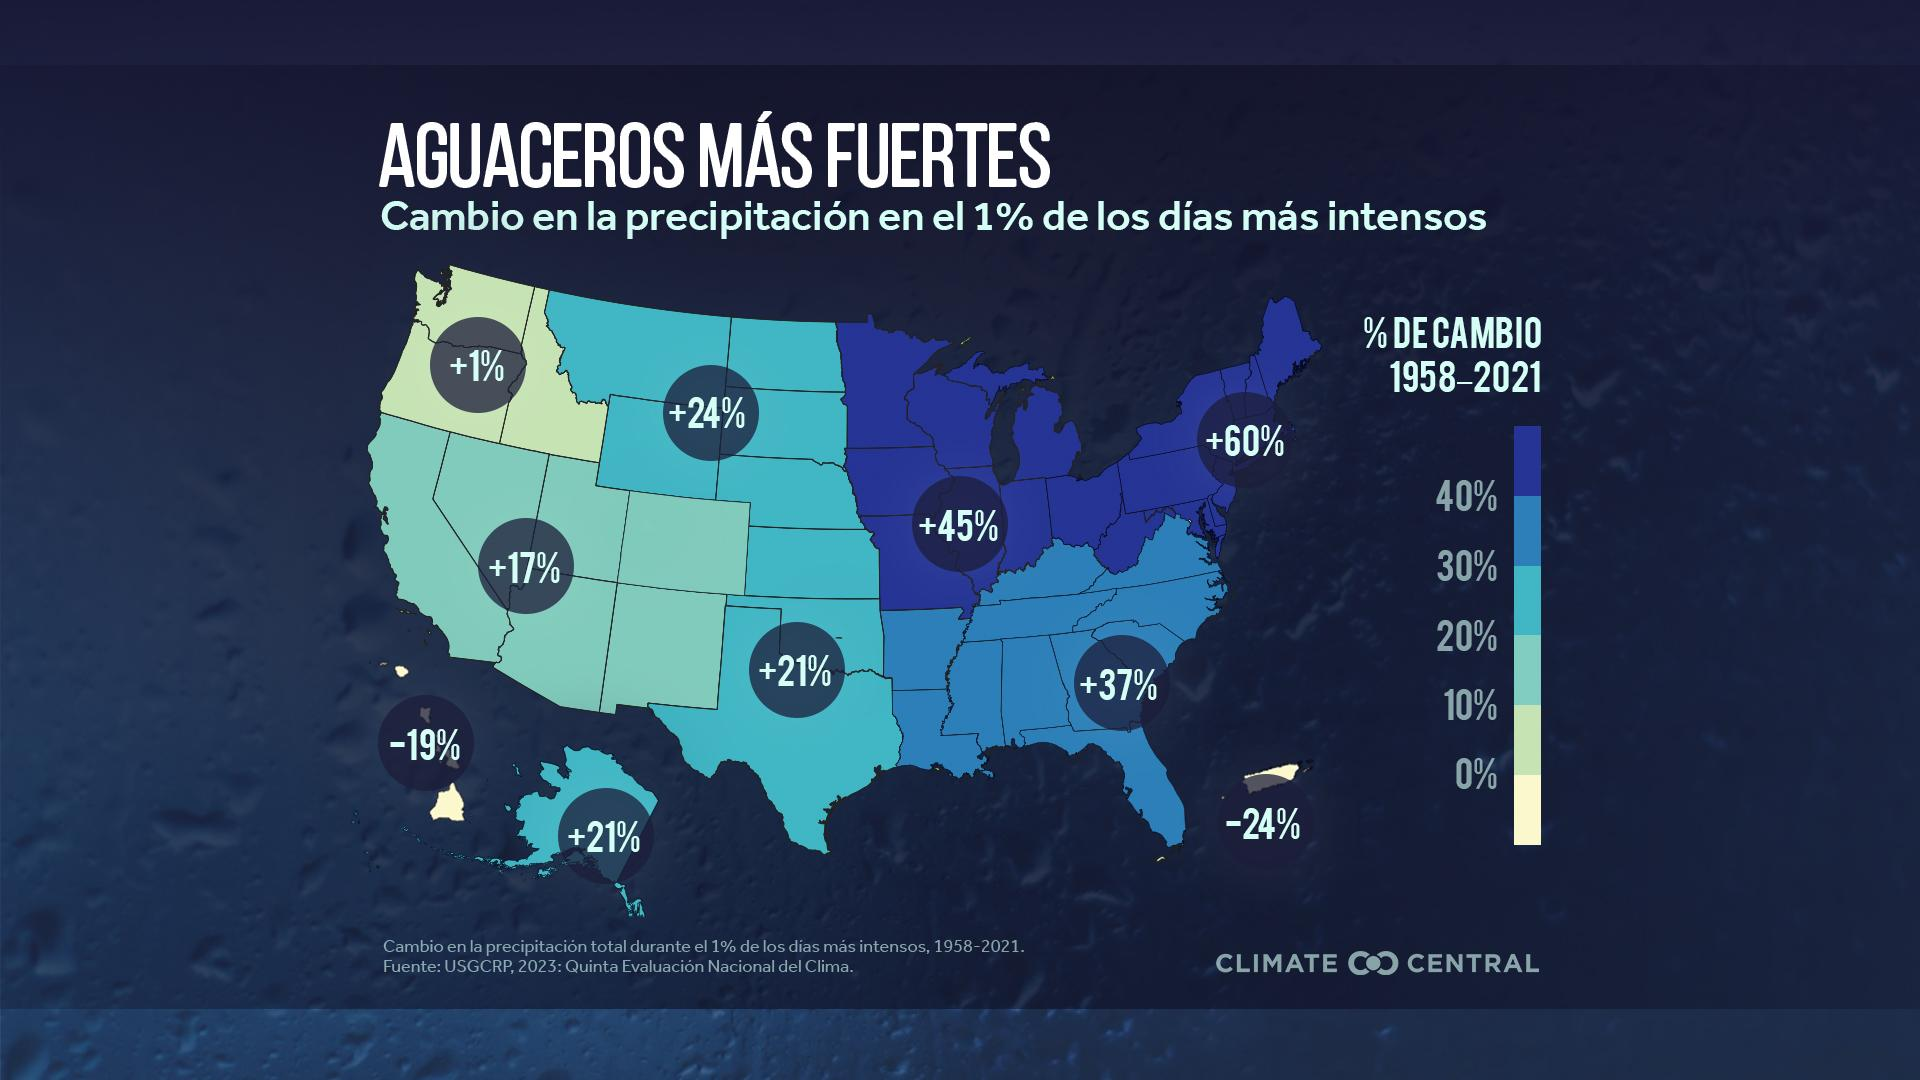 AGUACEROS MÁS FUERTES
Cambio en la precipitación en el 1% de los días más intensos
% DE CAMBIO
1958–2021
+1%
+24%
+60%
+45%
+17%
+21%
+37%
-19%
+21%
-24%
40%
30%
20%
10%
0%
Cambio en la precipitación total durante el 1% de los días más intensos, 1958-2021.
Fuente: USGCRP, 2023: Quinta Evaluación Nacional del Clima.
CLIMATE CENTRAL